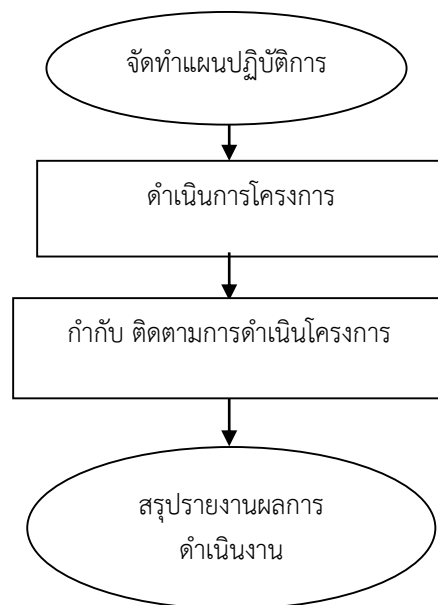 จัดทำแผนปฏิบัติการ
ดำเนินการโครงการ
กำกับ ติดตามการดำเนินโครงการ
สรุปรายงานผลการ
ดำเนินงาน